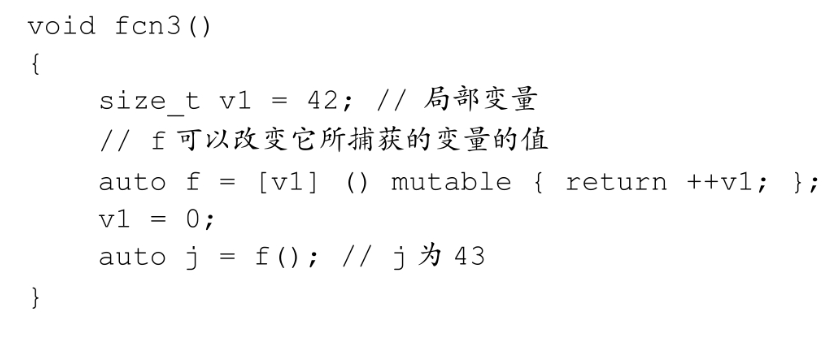 void fcn3()
{
    size_t v1 = 42; // 局部变量
    // f 可以改变它所捕获的变量的值
    auto f = [v1] () mutable { return ++v1; };
    v1 = 0;
    auto j = f(); // j 为 43
}